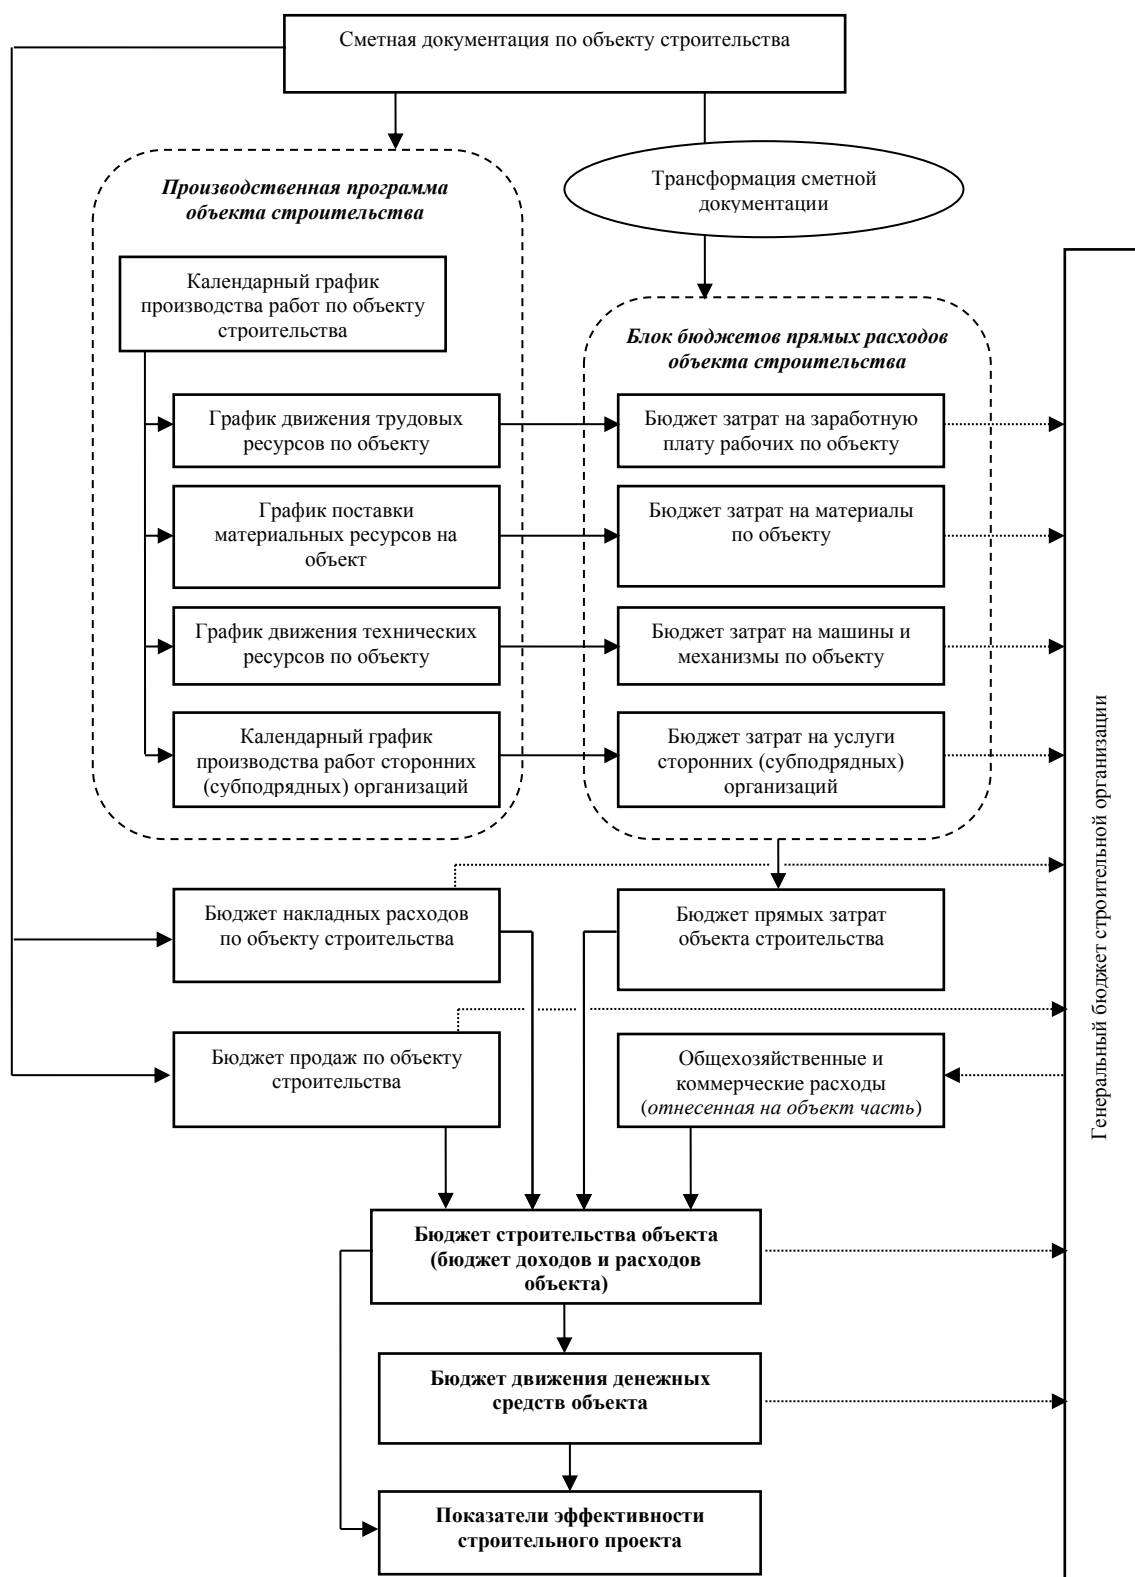 Сметная документация по объекту строительства
Производственная программа
объекта строительства
Трансформация сметной
документации
Календарный график
производства работ по объекту
строительства
Блок бюджетов прямых расходов
объекта строительства
График движения трудовых
ресурсов по объекту
Бюджет затрат на заработную
плату рабочих по объекту
График поставки
материальных ресурсов на
объект
Бюджет затрат на материалы
по объекту
График движения технических
ресурсов по объекту
Бюджет затрат на машины и
механизмы по объекту
Календарный график
производства работ сторонних
(субподрядных) организаций
Бюджет затрат на услуги
сторонних (субподрядных)
организаций
Генеральный бюджет строительной организации
Бюджет накладных расходов
по объекту строительства
Бюджет прямых затрат
объекта строительства
Бюджет продаж по объекту
строительства
Общехозяйственные и
коммерческие расходы
(отнесенная на объект часть)
Бюджет строительства объекта
(бюджет доходов и расходов
объекта)
Бюджет движения денежных
средств объекта
Показатели эффективности
строительного проекта